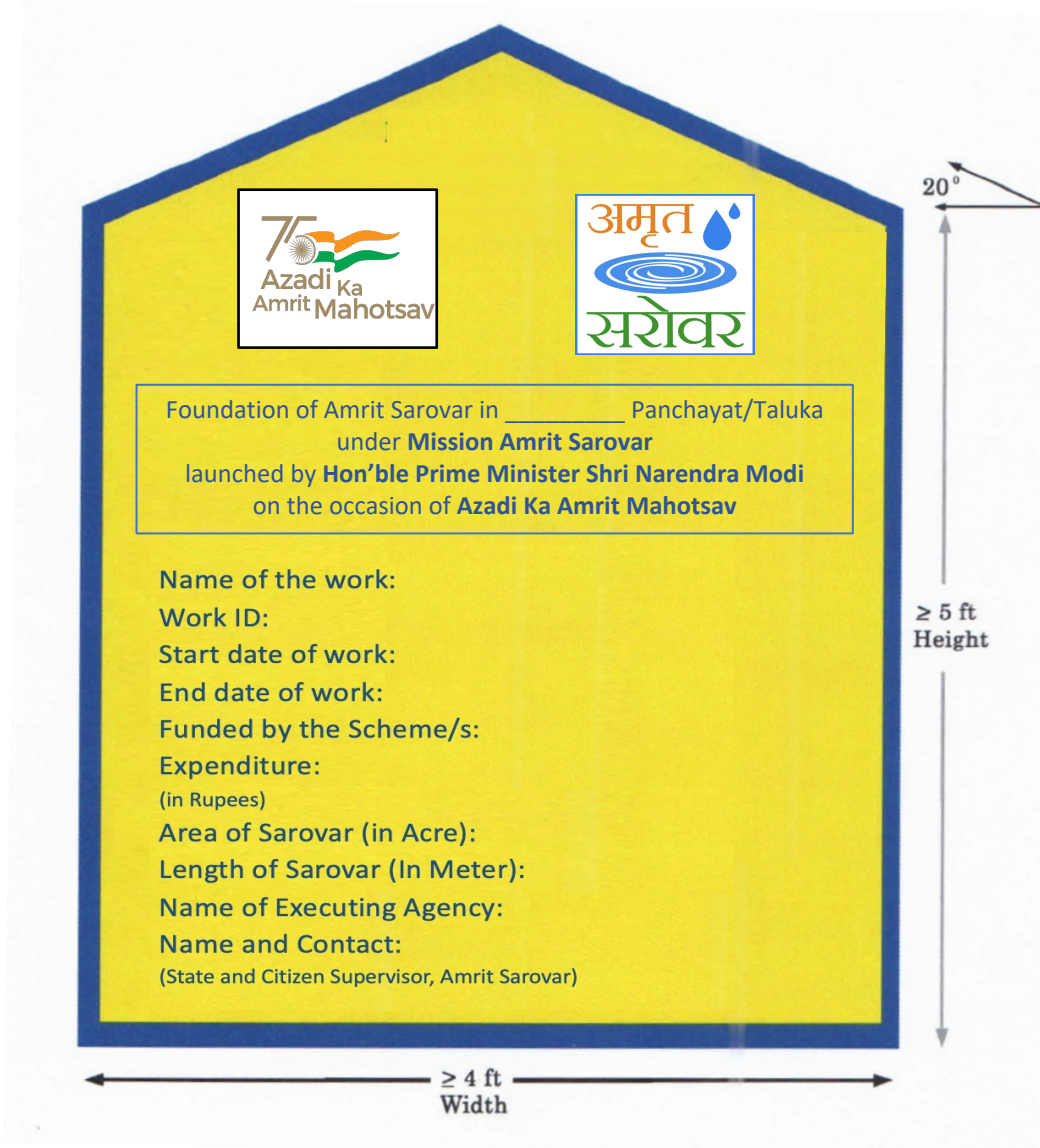 20°
75
Azadi Ka
Amrit Mahotsav
अमृत
सरोवर
Foundation of Amrit Sarovar in __________ Panchayat/Taluka
under Mission Amrit Sarovar
launched by Hon'ble Prime Minister Shri Narendra Modi
on the occasion of Azadi Ka Amrit Mahotsav
Name of the work:
Work ID:
Start date of work:
End date of work:
Funded by the Scheme/s:
Expenditure:
(in Rupees)
Area of Sarovar (in Acre):
Length of Sarovar (In Meter):
Name of Executing Agency:
Name and Contact:
(State and Citizen Supervisor, Amrit Sarovar)
≥ 5 ft
Height
≥ 4 ft
Width